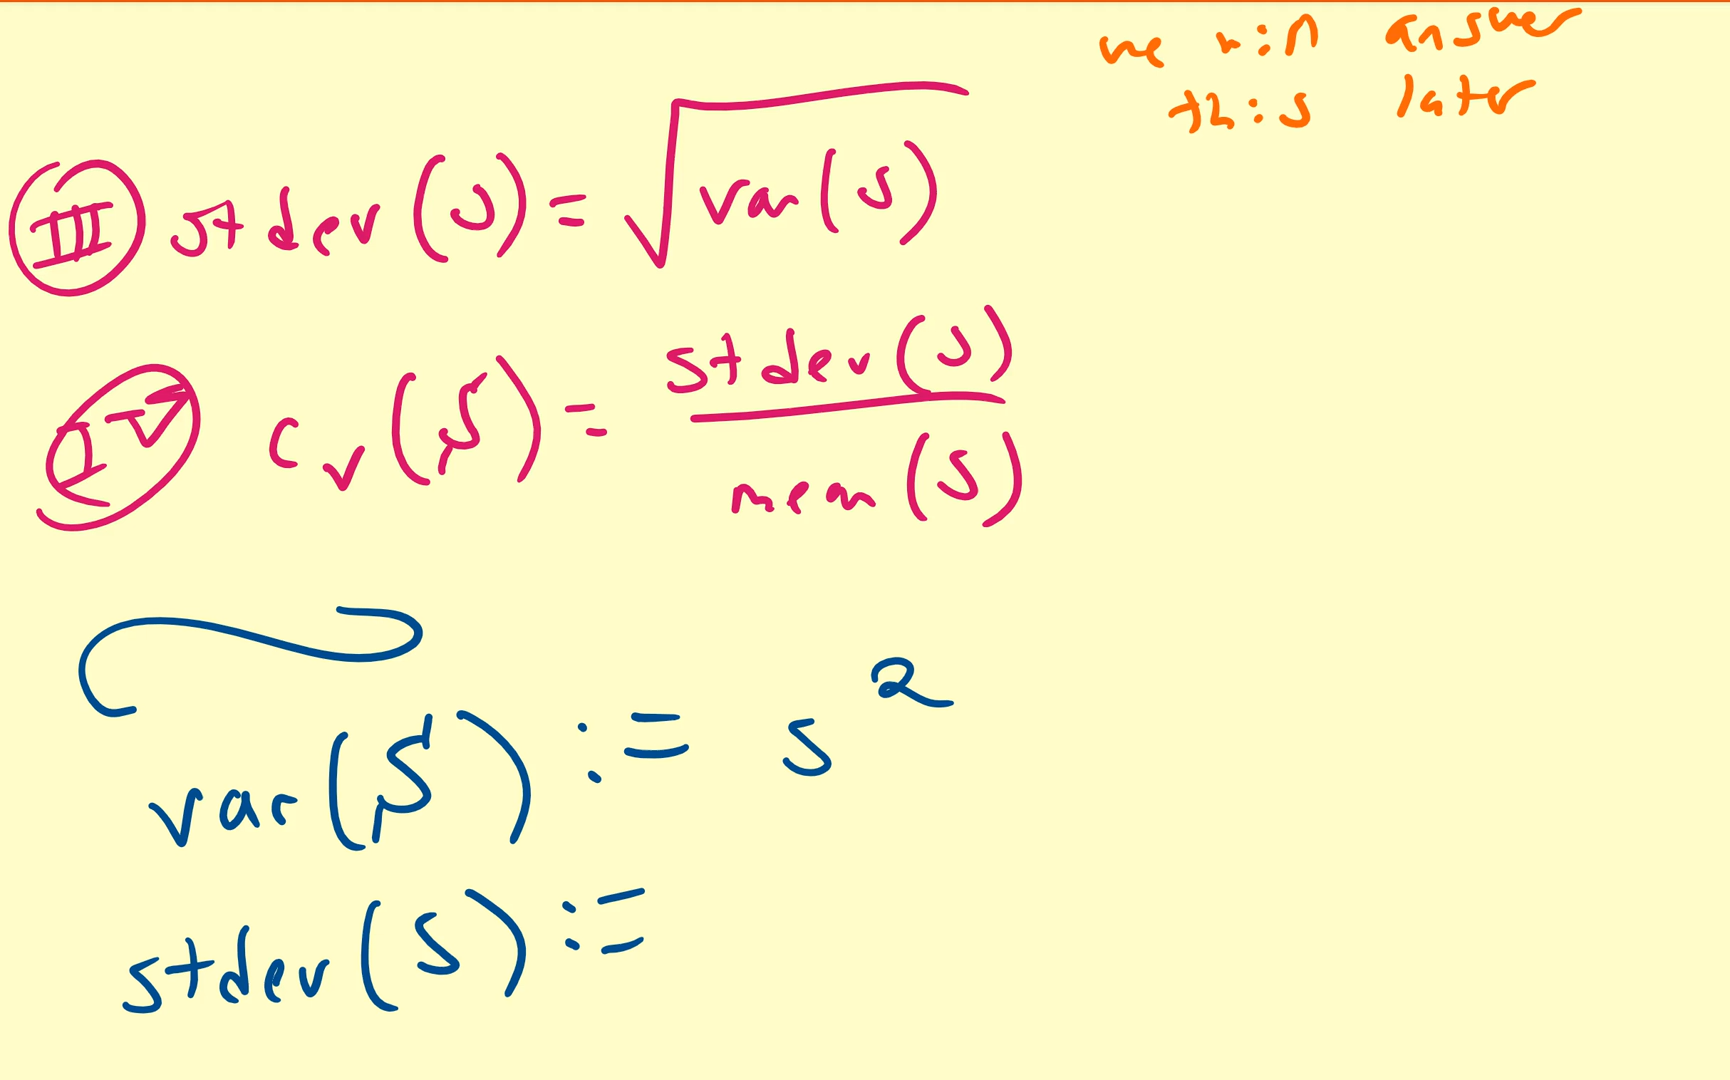 we will answer
this later
III stdev(S) = √var(S)
IV cᵥ(S) = stdev(S) / mean(S)
var(S) := s²
stdev(S) :=